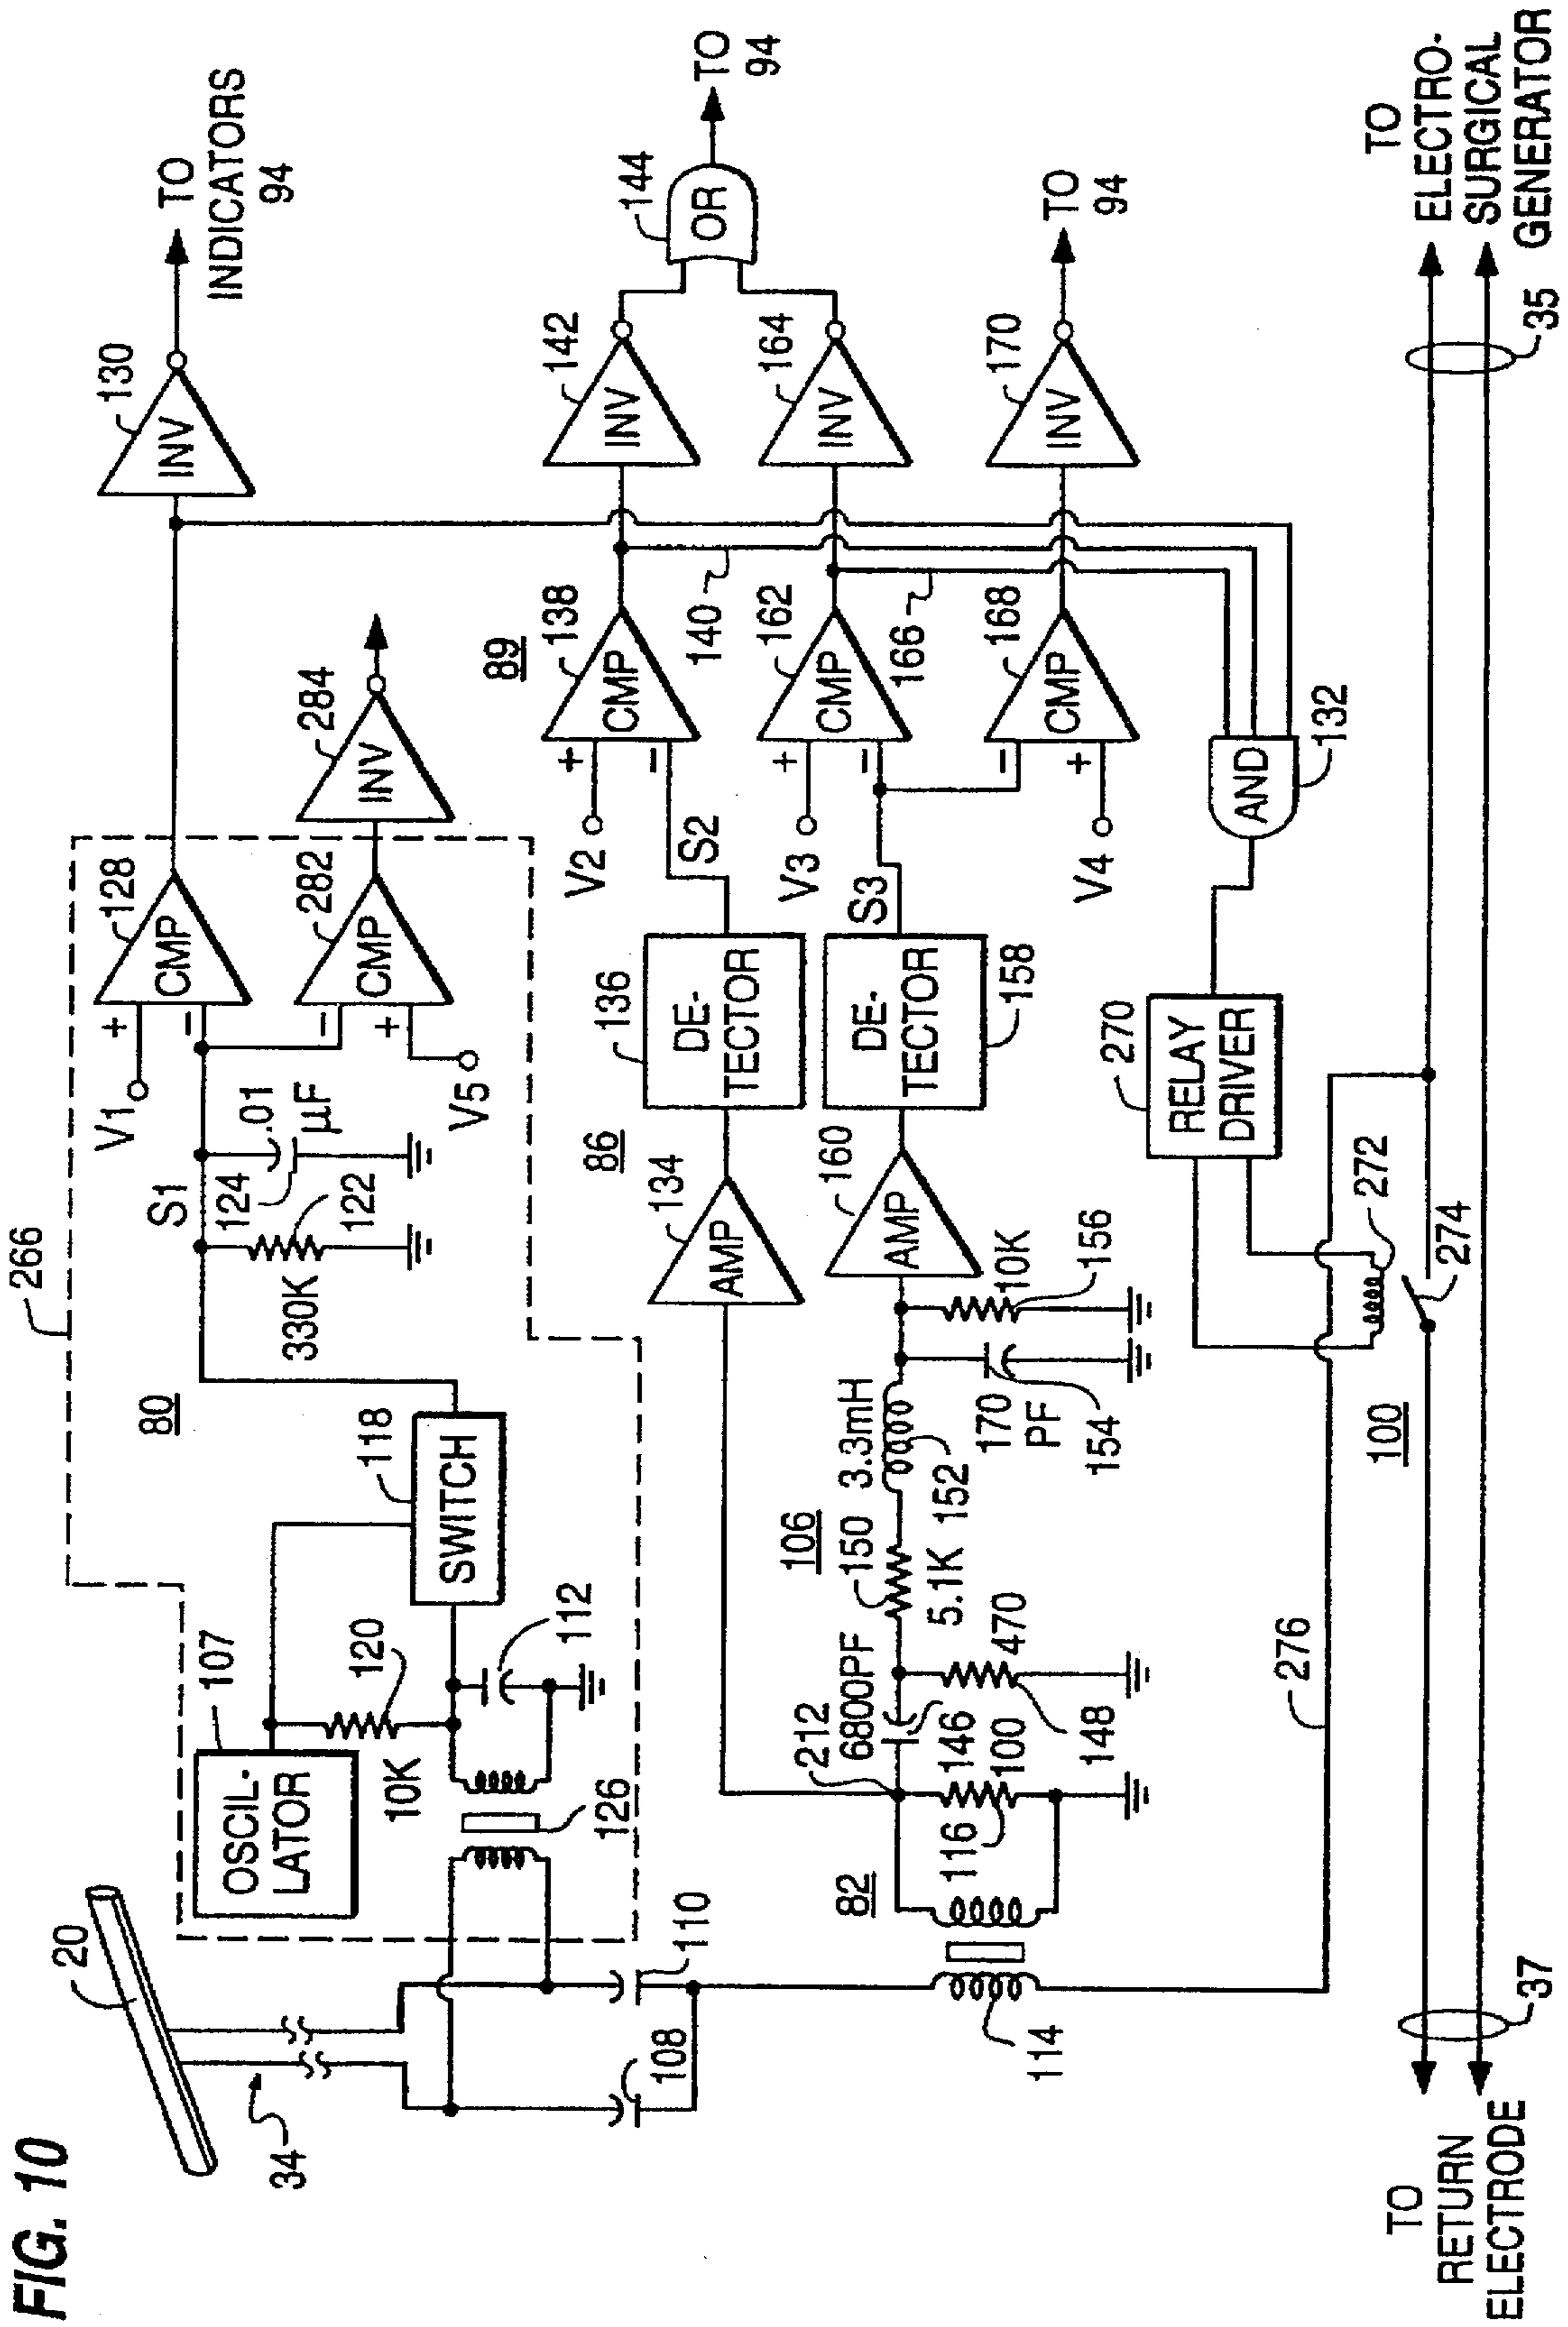 FIG. 10
20
34
107
OSCIL-
LATOR
120
10K
112
126
118
SWITCH
80
266
330K
122
S1
124
.01
µF
V1
+
-
CMP
128
-
+
CMP
282
V5
INV
284
INV
130
TO
INDICATORS
94
110
108
114
82
116
100
212
6800PF
146
470
148
106
150
5.1K
3.3mH
152
170
PF
154
10K
156
AMP
134
86
AMP
160
136
DE-
TECTOR
DE-
TECTOR
158
S2
S3
V2
+
-
CMP
138
89
V3
+
-
CMP
162
-
+
V4
CMP
168
140
166
INV
142
INV
164
INV
170
OR
144
TO
94
TO
94
AND
132
270
RELAY
DRIVER
272
274
100
276
37
35
TO
RETURN
ELECTRODE
TO
ELECTRO-
SURGICAL
GENERATOR